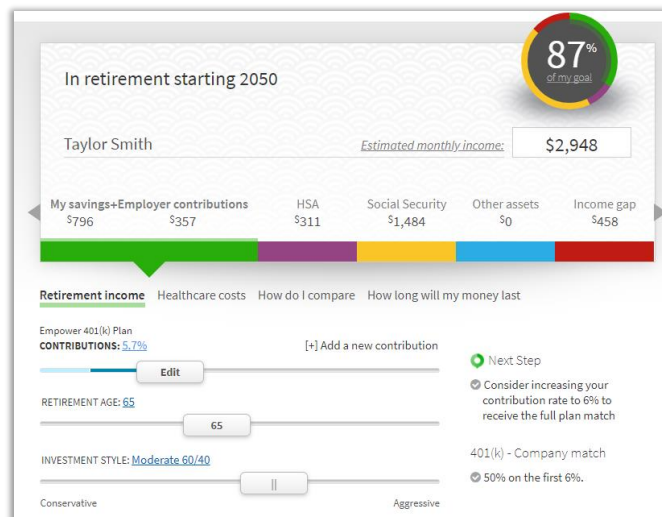 87%
of my goal
In retirement starting 2050
Taylor Smith Estimated monthly income: $2,948
My savings+Employer contributions HSA Social Security Other assets Income gap
$796 $357 $311 $1,484 $0 $458
Retirement income Healthcare costs How do I compare How long will my money last
Empower 401(k) Plan
CONTRIBUTIONS: 5.7% [+] Add a new contribution
Edit
RETIREMENT AGE: 65
65
INVESTMENT STYLE: Moderate 60/40
Conservative Aggressive
Next Step
Consider increasing your
contribution rate to 6% to
receive the full plan match
401(k) - Company match
50% on the first 6%.